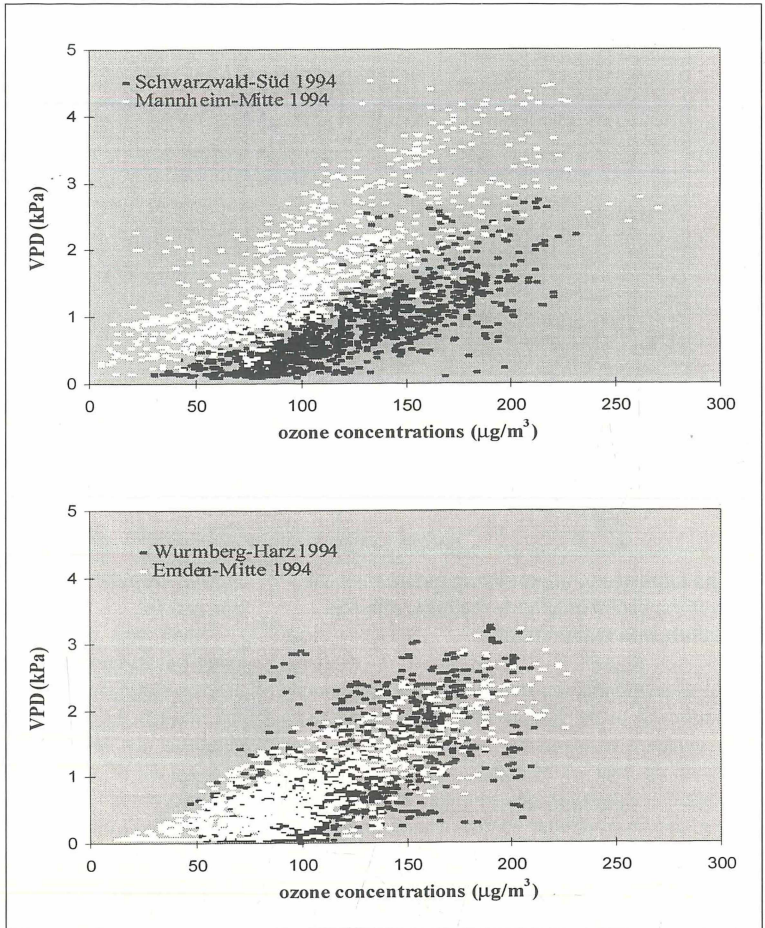 5
Schwarzwald-Süd 1994
Mannheim-Mitte 1994
4
3
VPD (kPa)
2
1
0
0 50 100 150 200 250 300
ozone concentrations (µg/m³)
5
Wurmberg-Harz 1994
Emden-Mitte 1994
4
3
VPD (kPa)
2
1
0
0 50 100 150 200 250 300
ozone concentrations (µg/m³)